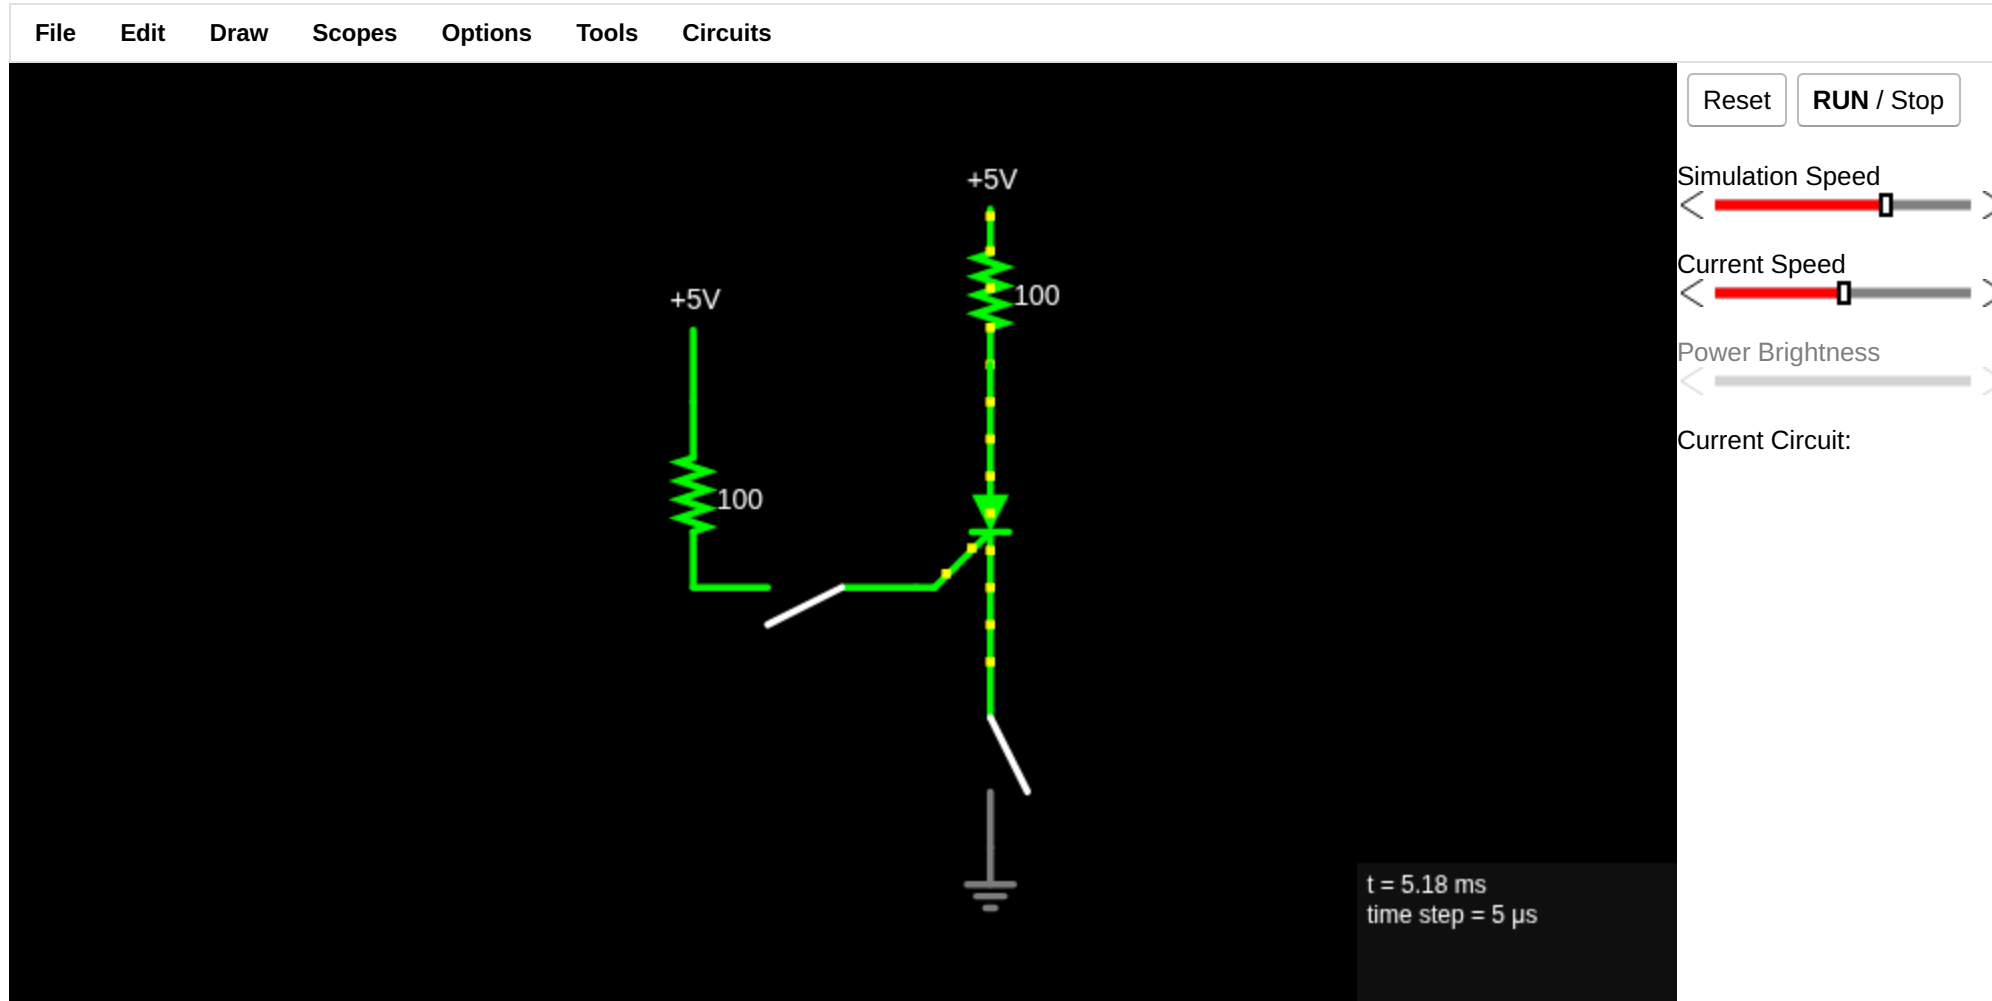 File Edit Draw Scopes Options Tools Circuits
Reset RUN / Stop
Simulation Speed
Current Speed
Power Brightness
Current Circuit:
+5V
100
+5V
100
t = 5.18 ms
time step = 5 μs